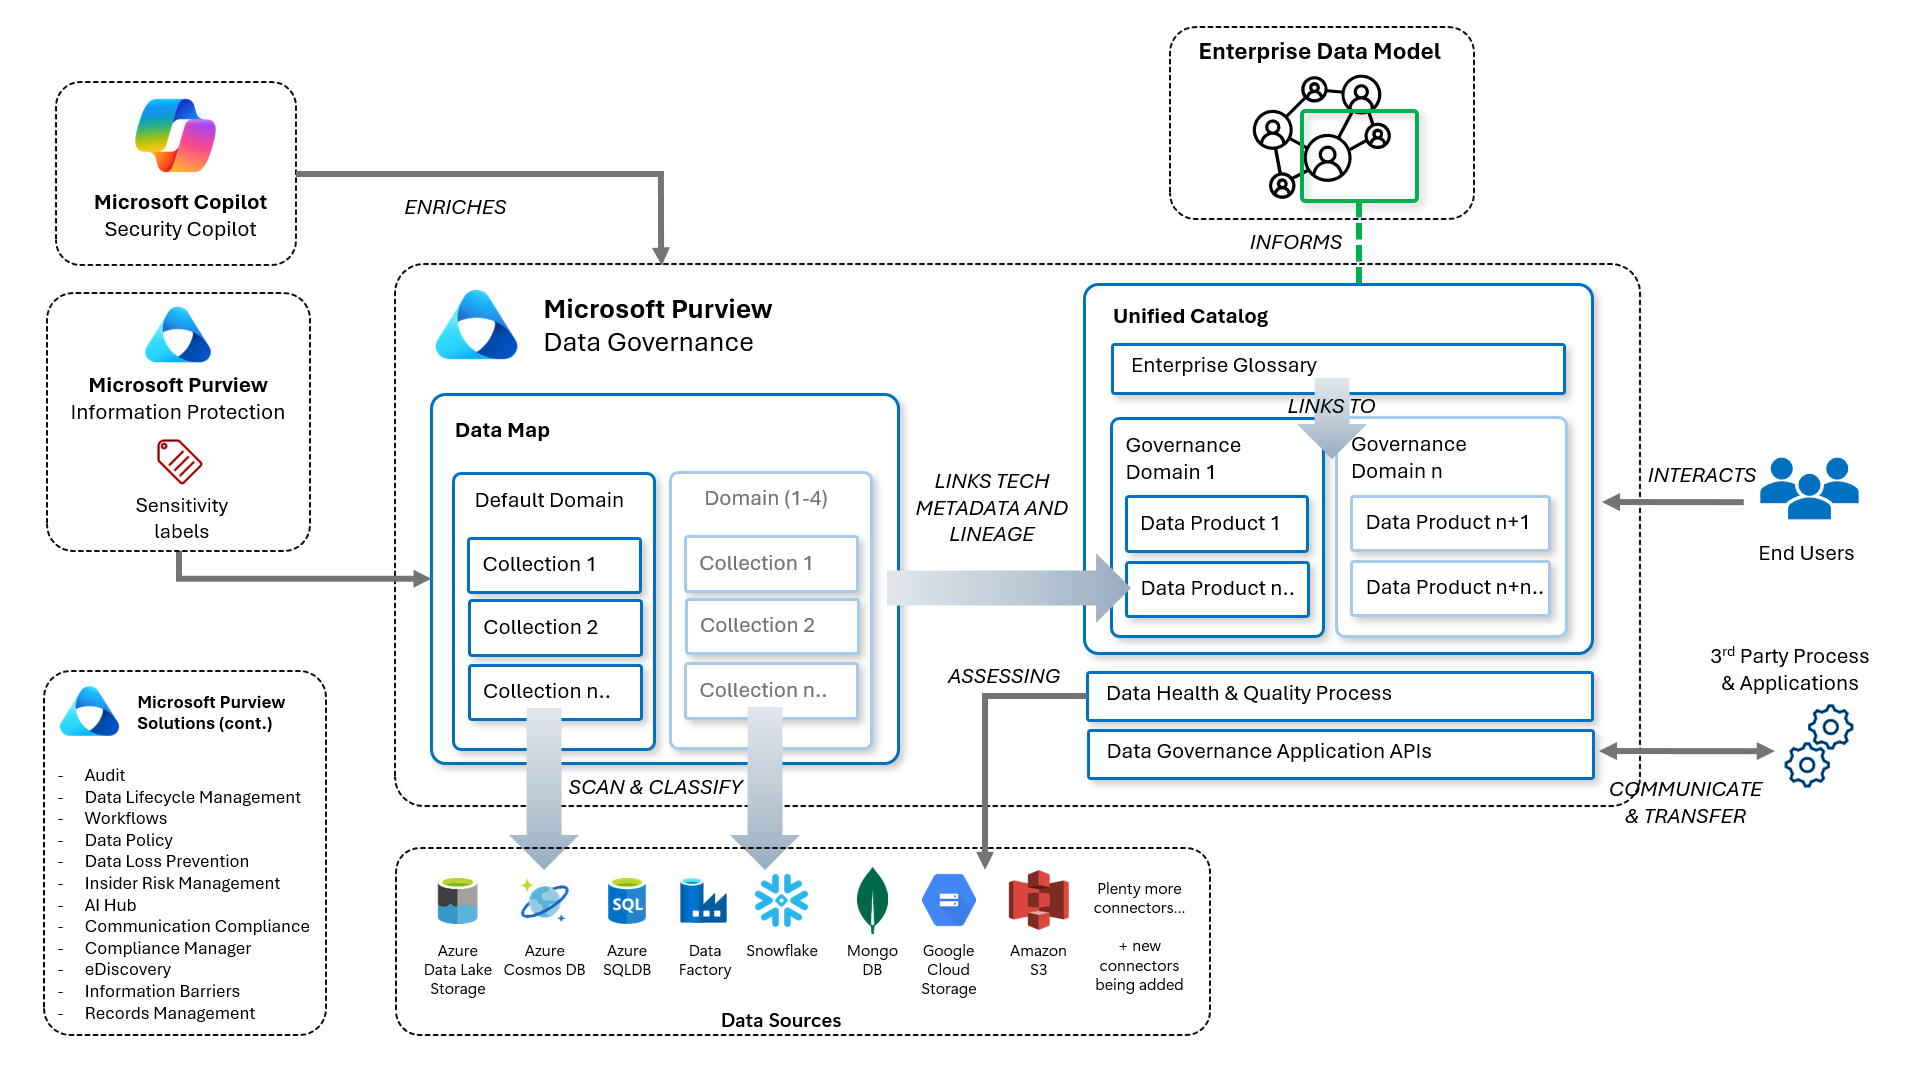 Enterprise Data Model
Microsoft Copilot
Security Copilot
ENRICHES
INFORMS
Microsoft Purview
Information Protection
Sensitivity
labels
Microsoft Purview
Data Governance
Data Map
Default Domain
Collection 1
Collection 2
Collection n..
Domain (1-4)
Collection 1
Collection 2
Collection n..
SCAN & CLASSIFY
LINKS TECH
METADATA AND
LINEAGE
Unified Catalog
Enterprise Glossary
LINKS TO
Governance
Domain 1
Data Product 1
Data Product n..
Governance
Domain n
Data Product n+1
Data Product n+n..
INTERACTS
End Users
ASSESSING
Data Health & Quality Process
Data Governance Application APIs
3rd Party Process
& Applications
COMMUNICATE
& TRANSFER
Microsoft Purview
Solutions (cont.)
- Audit
- Data Lifecycle Management
- Workflows
- Data Policy
- Data Loss Prevention
- Insider Risk Management
- AI Hub
- Communication Compliance
- Compliance Manager
- eDiscovery
- Information Barriers
- Records Management
SQL
Azure
Data Lake
Storage
Azure
Cosmos DB
Azure
SQLDB
Data
Factory
Snowflake
Mongo
DB
Google
Cloud
Storage
Amazon
S3
Plenty more
connectors...
+ new
connectors
being added
Data Sources